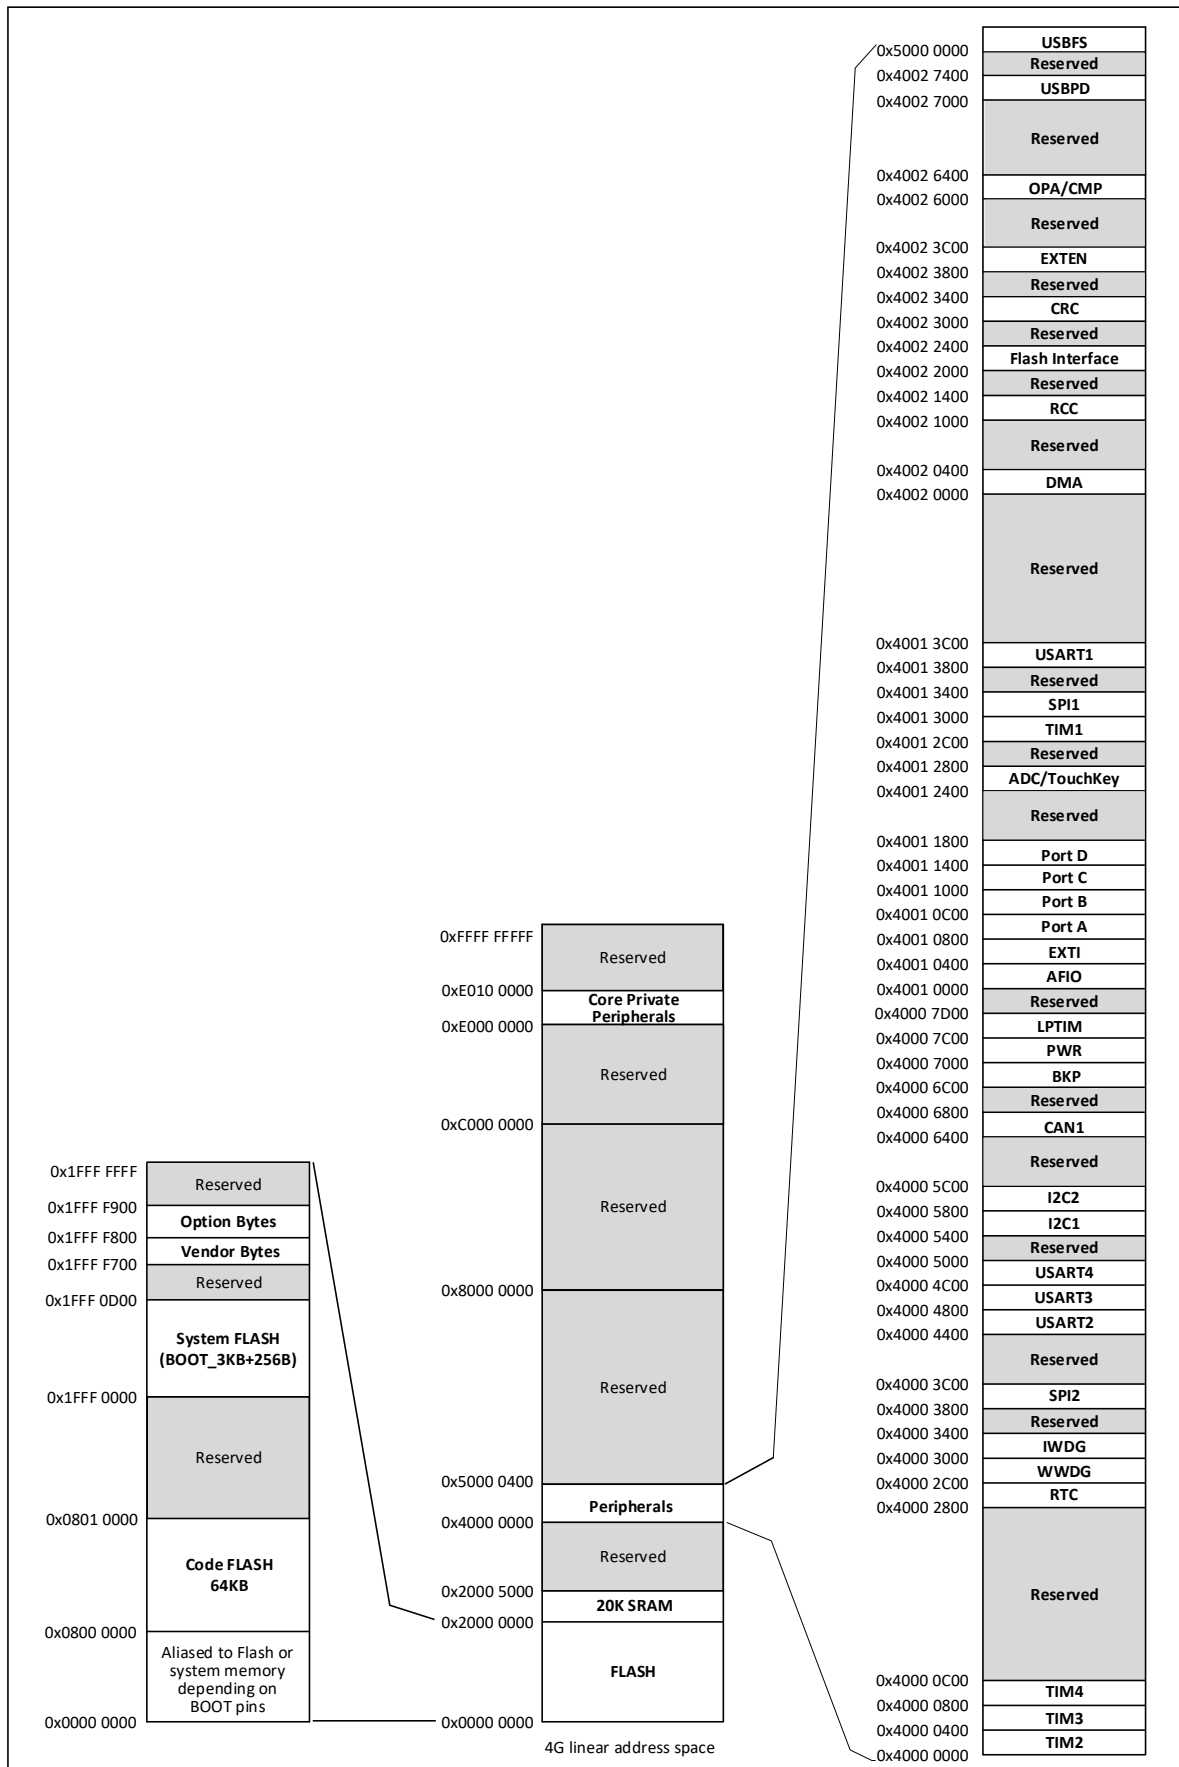 0x1FFF FFFF
Reserved
0x1FFF F900
Option Bytes
0x1FFF F800
Vendor Bytes
0x1FFF F700
Reserved
0x1FFF 0D00
System FLASH
(BOOT_3KB+256B)
0x1FFF 0000
Reserved
0x0801 0000
Code FLASH
64KB
0x0800 0000
Aliased to Flash or
system memory
depending on
BOOT pins
0x0000 0000
0xFFFF FFFFF
Reserved
0xE010 0000
Core Private
Peripherals
0xE000 0000
Reserved
0xC000 0000
Reserved
0x8000 0000
Reserved
0x5000 0400
Peripherals
0x4000 0000
Reserved
0x2000 5000
20K SRAM
0x2000 0000
FLASH
0x0000 0000
4G linear address space
USBFS
0x5000 0000
Reserved
0x4002 7400
USBPD
0x4002 7000
Reserved
0x4002 6400
OPA/CMP
0x4002 6000
Reserved
0x4002 3C00
EXTEN
0x4002 3800
Reserved
0x4002 3400
CRC
0x4002 3000
Reserved
0x4002 2400
Flash Interface
0x4002 2000
Reserved
0x4002 1400
RCC
0x4002 1000
Reserved
0x4002 0400
DMA
0x4002 0000
Reserved
0x4001 3C00
USART1
0x4001 3800
Reserved
0x4001 3400
SPI1
0x4001 3000
TIM1
0x4001 2C00
Reserved
0x4001 2800
ADC/TouchKey
0x4001 2400
Reserved
0x4001 1800
Port D
0x4001 1400
Port C
0x4001 1000
Port B
0x4001 0C00
Port A
0x4001 0800
EXTI
0x4001 0400
AFIO
0x4001 0000
Reserved
0x4000 7D00
LPTIM
0x4000 7C00
PWR
0x4000 7000
BKP
0x4000 6C00
Reserved
0x4000 6800
CAN1
0x4000 6400
Reserved
0x4000 5C00
I2C2
0x4000 5800
I2C1
0x4000 5400
Reserved
0x4000 5000
USART4
0x4000 4C00
USART3
0x4000 4800
USART2
0x4000 4400
Reserved
0x4000 3C00
SPI2
0x4000 3800
Reserved
0x4000 3400
IWDG
0x4000 3000
WWDG
0x4000 2C00
RTC
0x4000 2800
Reserved
0x4000 0C00
TIM4
0x4000 0800
TIM3
0x4000 0400
TIM2
0x4000 0000